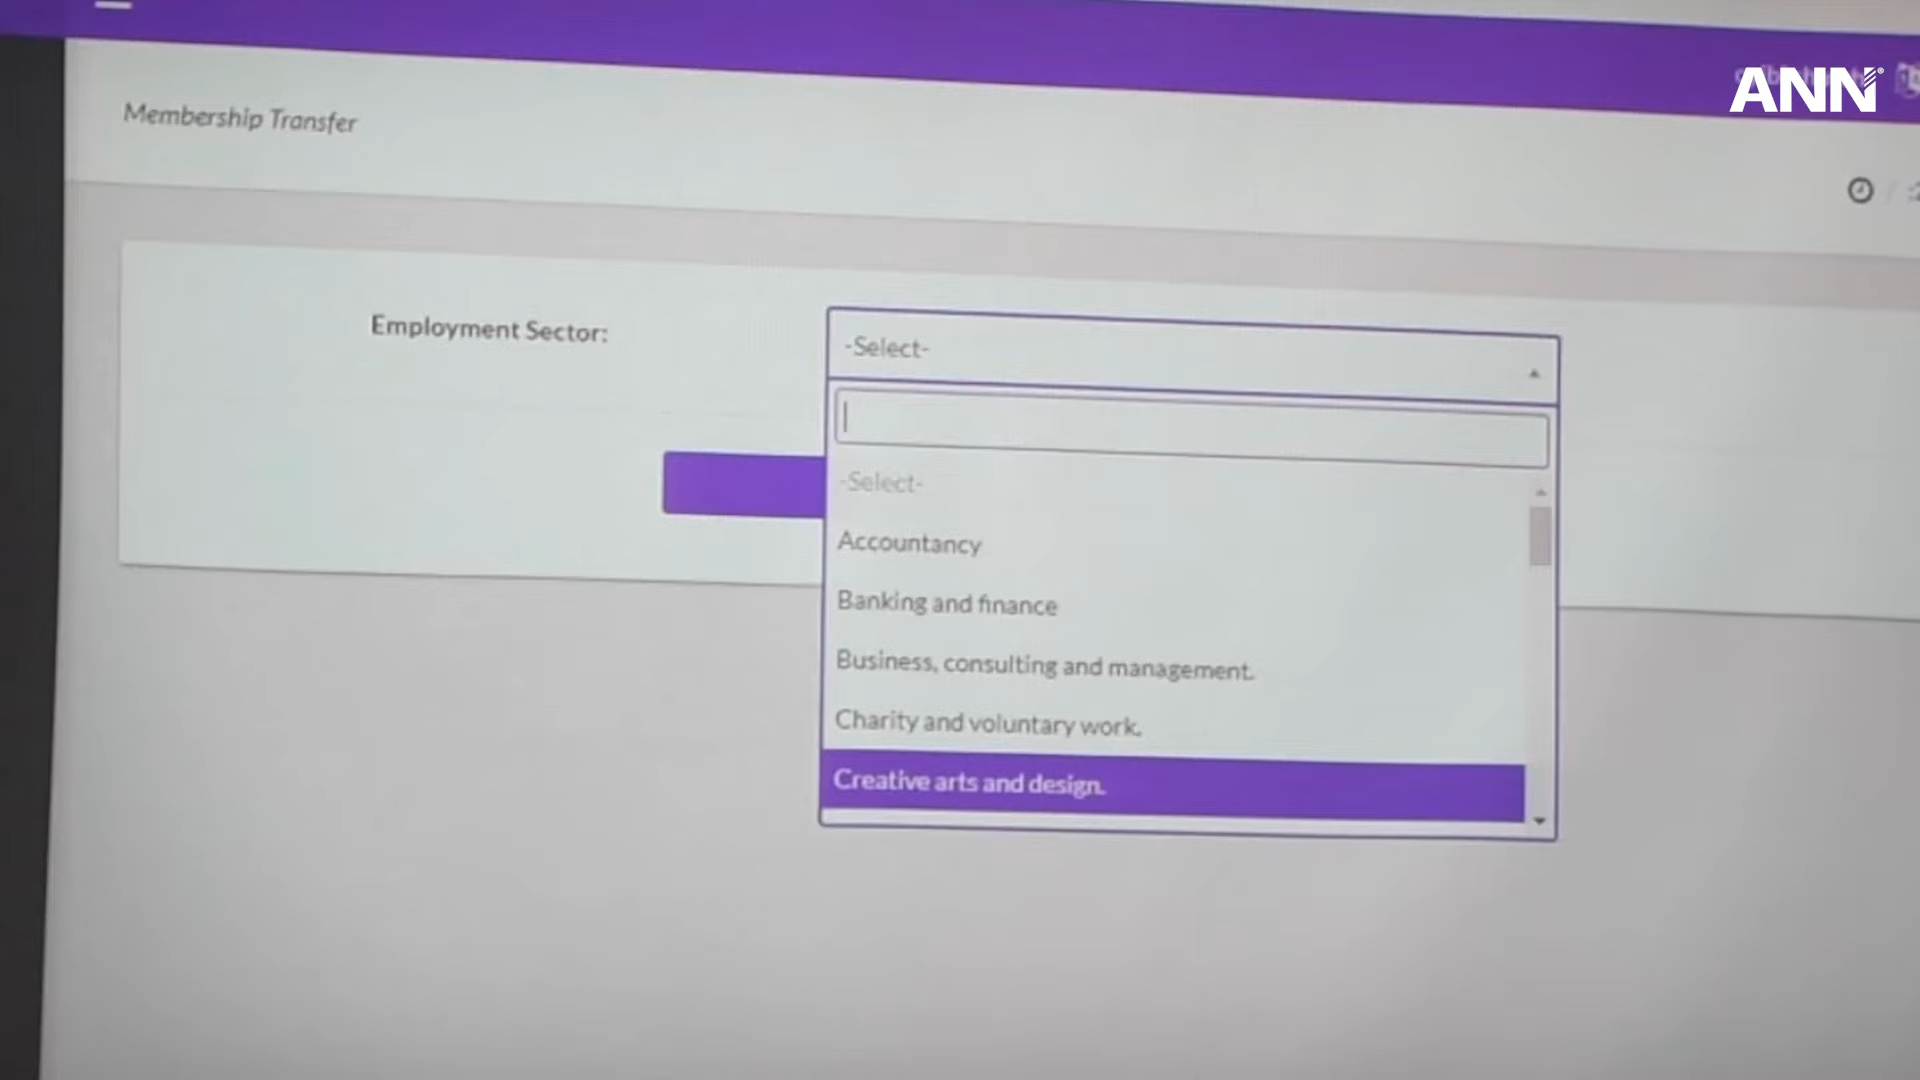 ANN
Membership Transfer
Employment Sector:
-Select-
-Select-
Accountancy
Banking and finance
Business, consulting and management.
Charity and voluntary work.
Creative arts and design.